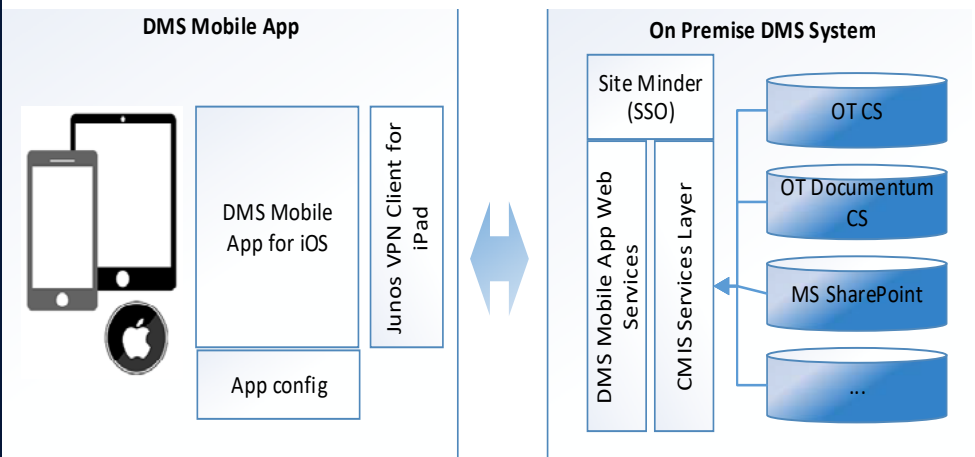 DMS Mobile App
DMS Mobile
App for iOS
Junos VPN Client for
iPad
App config
On Premise DMS System
Site Minder
(SSO)
DMS Mobile App Web
Services
CMIS Services Layer
OT CS
OT Documentum
CS
MS SharePoint
...